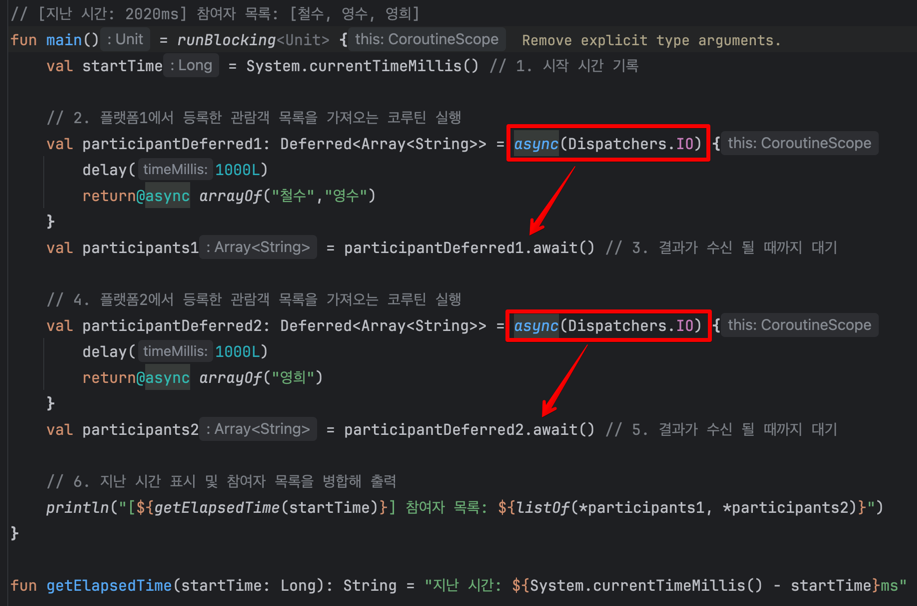 // [지난 시간: 2020ms] 참여자 목록: [철수, 영수, 영희]
fun main() : Unit = runBlocking<Unit> { this: CoroutineScope Remove explicit type arguments.
val startTime : Long = System.currentTimeMillis() // 1. 시작 시간 기록
// 2. 플랫폼1에서 등록한 관람객 목록을 가져오는 코루틴 실행
val participantDeferred1: Deferred<Array<String>> = async(Dispatchers.IO) { this: CoroutineScope
delay( timeMillis: 1000L)
return@async arrayOf("철수","영수")
}
val participants1 : Array<String> = participantDeferred1.await() // 3. 결과가 수신 될 때까지 대기
// 4. 플랫폼2에서 등록한 관람객 목록을 가져오는 코루틴 실행
val participantDeferred2: Deferred<Array<String>> = async(Dispatchers.IO) { this: CoroutineScope
delay( timeMillis: 1000L)
return@async arrayOf("영희")
}
val participants2 : Array<String> = participantDeferred2.await() // 5. 결과가 수신 될 때까지 대기
// 6. 지난 시간 표시 및 참여자 목록을 병합해 출력
println("[${getElapsedTime(startTime)}] 참여자 목록: ${listOf(*participants1, *participants2)}")
}
fun getElapsedTime(startTime: Long): String = "지난 시간: ${System.currentTimeMillis() - startTime}ms"